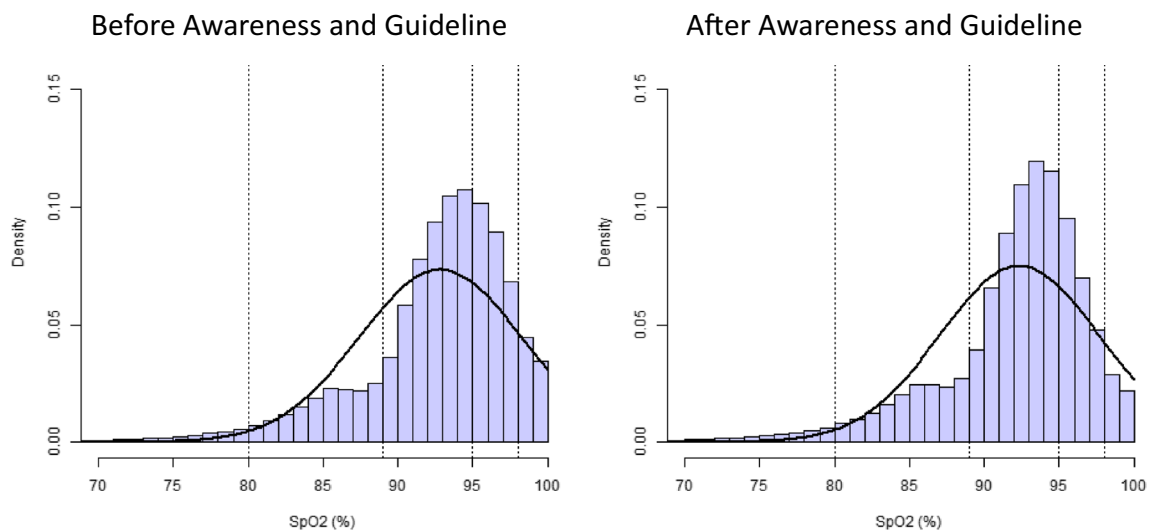 Before Awareness and Guideline
0.15
0.10
0.05
0.00
Density
70 75 80 85 90 95 100
SpO2 (%)
After Awareness and Guideline
0.15
0.10
0.05
0.00
Density
70 75 80 85 90 95 100
SpO2 (%)